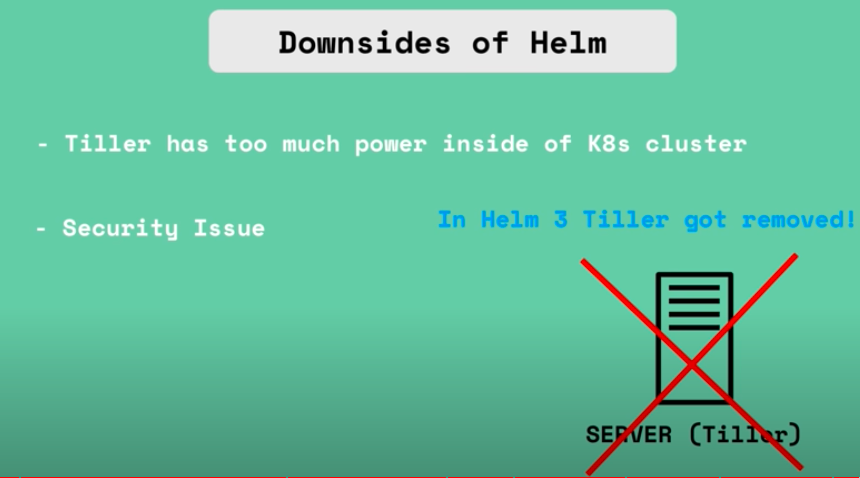 Downsides of Helm
- Tiller has too much power inside of K8s cluster
- Security Issue
In Helm 3 Tiller got removed!
SERVER (Tiller)